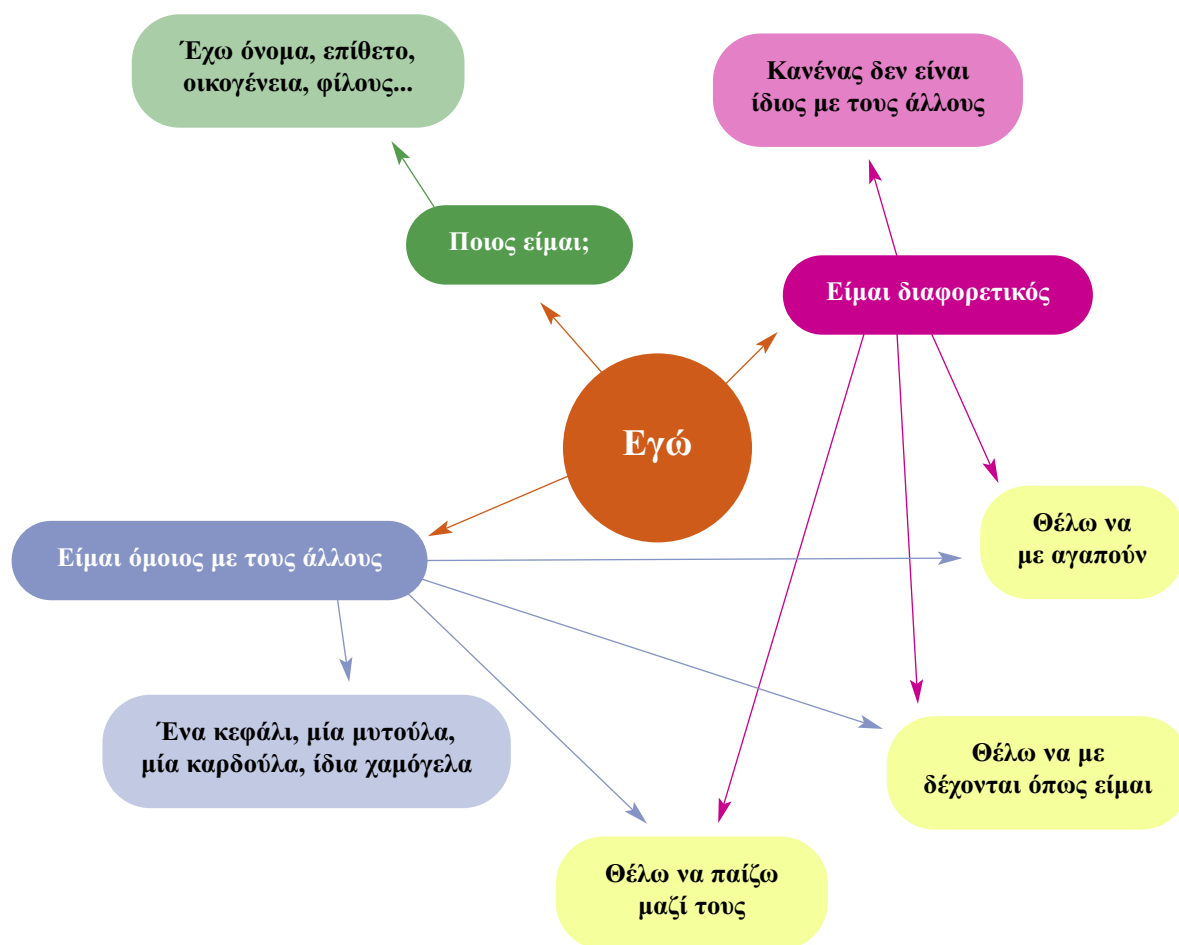 Έχω όνομα, επίθετο,
οικογένεια, φίλους...
Κανένας δεν είναι
ίδιος με τους άλλους
Ποιος είμαι;
Είμαι διαφορετικός
Εγώ
Είμαι όμοιος με τους άλλους
Θέλω να
με αγαπούν
Ένα κεφάλι, μία μυτούλα,
μία καρδούλα, ίδια χαμόγελα
Θέλω να με
δέχονται όπως είμαι
Θέλω να παίζω
μαζί τους